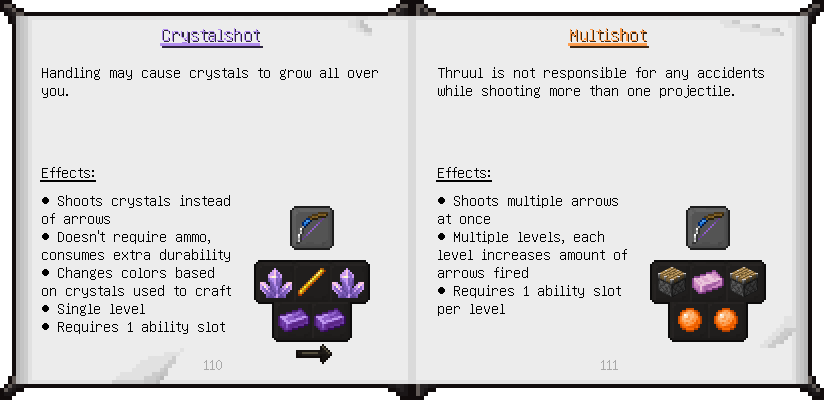 Crystalshot
Handling may cause crystals to grow all over
you.
Effects:
• Shoots crystals instead
of arrows
• Doesn't require ammo,
consumes extra durability
• Changes colors based
on crystals used to craft
• Single level
• Requires 1 ability slot
110
Multishot
Thruul is not responsible for any accidents
while shooting more than one projectile.
Effects:
• Shoots multiple arrows
at once
• Multiple levels, each
level increases amount of
arrows fired
• Requires 1 ability slot
per level
111